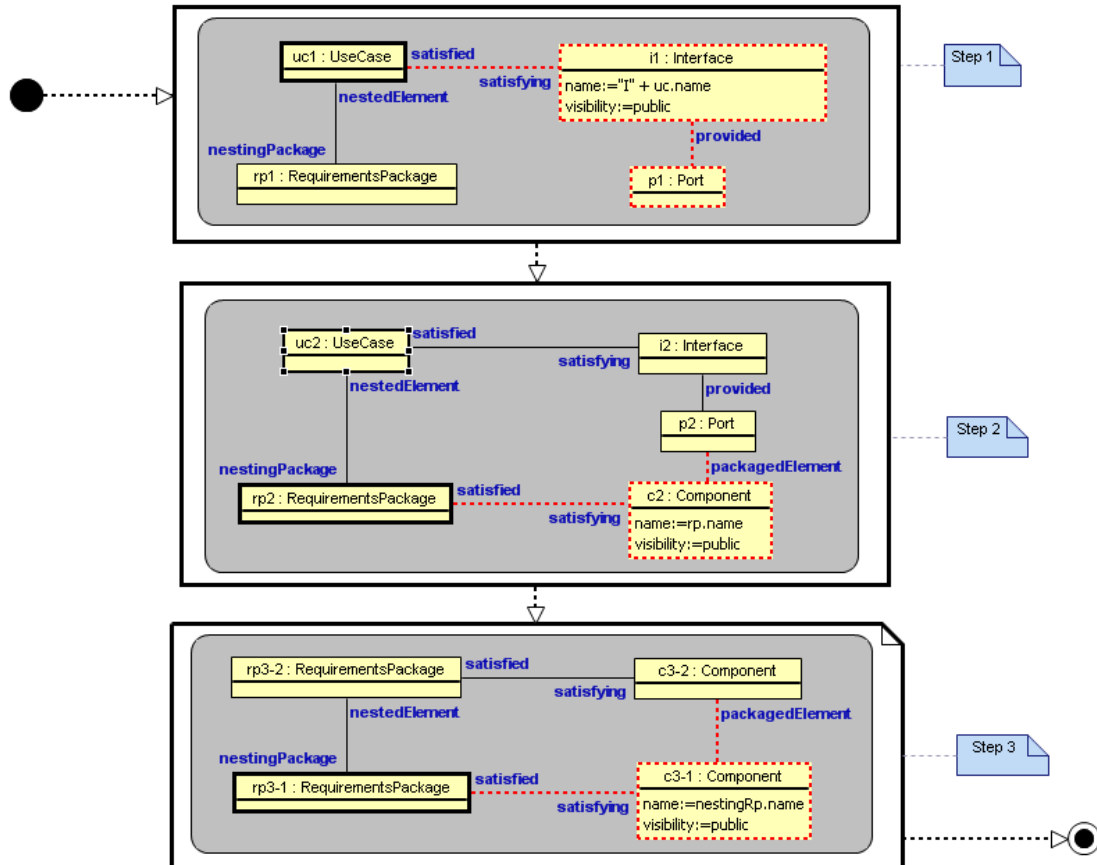 uc1 : UseCase
satisfied
satisfying
i1 : Interface
name:="I" + uc.name
visibility:=public
nestedElement
provided
nestingPackage
rp1 : RequirementsPackage
p1 : Port
Step 1
uc2 : UseCase
satisfied
satisfying
i2 : Interface
nestedElement
provided
p2 : Port
Step 2
nestingPackage
packagedElement
rp2 : RequirementsPackage
satisfied
satisfying
c2 : Component
name:=rp.name
visibility:=public
rp3-2 : RequirementsPackage
satisfied
satisfying
c3-2 : Component
nestedElement
packagedElement
Step 3
nestingPackage
rp3-1 : RequirementsPackage
satisfied
satisfying
c3-1 : Component
name:=nestingRp.name
visibility:=public